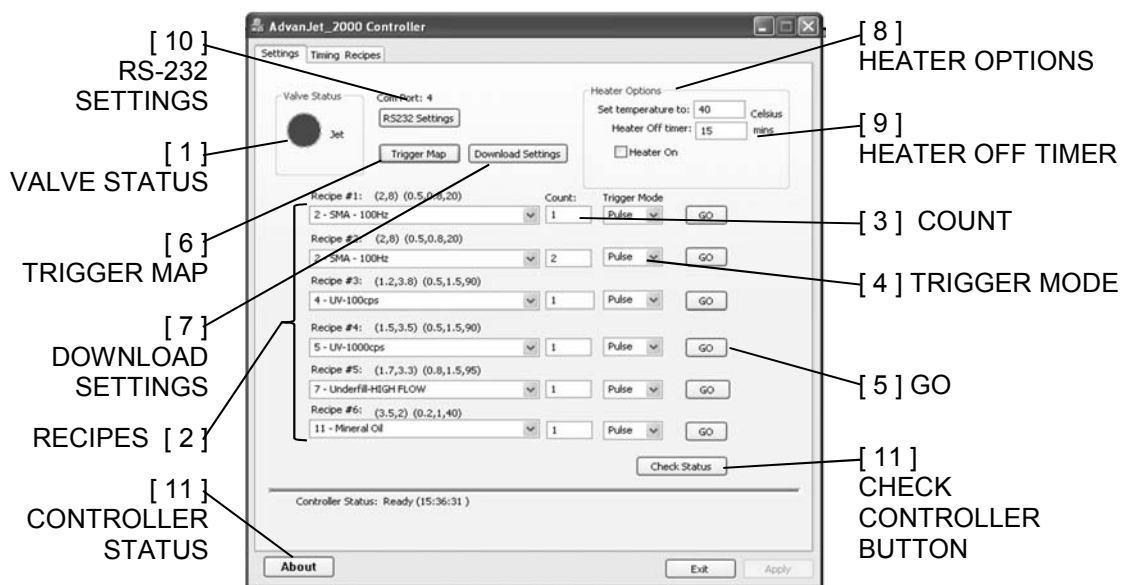 AdvanJet_2000 Controller
Settings Timing Recipes
[ 10 ]
RS-232
SETTINGS
[ 8 ]
HEATER OPTIONS
Valve Status
Jet
Com Port: 4
RS232 Settings
Trigger Map
Download Settings
Heater Options
Set temperature to: 40 Celsius
Heater Off timer: 15 mins
Heater On
[ 1 ]
VALVE STATUS
[ 9 ]
HEATER OFF TIMER
Recipe #1: (2,8) (0.5,0.8,20) Count: Trigger Mode
2 - SMA - 100Hz 1 Pulse GO
[ 3 ] COUNT
[ 6 ]
TRIGGER MAP
Recipe #2: (2,8) (0.5,0.8,20)
2 - SMA - 100Hz 2 Pulse GO
[ 4 ] TRIGGER MODE
Recipe #3: (1.2,3.8) (0.5,1.5,90)
4 - UV-100cps 1 Pulse GO
[ 7 ]
DOWNLOAD
SETTINGS
Recipe #4: (1.5,3.5) (0.5,1.5,90)
5 - UV-1000cps 1 Pulse GO
[ 5 ] GO
Recipe #5: (1.7,3.3) (0.8,1.5,95)
7 - Underfill-HIGH FLOW 1 Pulse GO
Recipe #6: (3.5,2) (0.2,1,40)
11 - Mineral Oil 1 Pulse GO
RECIPES [ 2 ]
Check Status
[ 11 ]
CHECK
CONTROLLER
BUTTON
[ 11 ]
CONTROLLER
STATUS
Controller Status: Ready (15:36:31 )
About
Exit
Apply